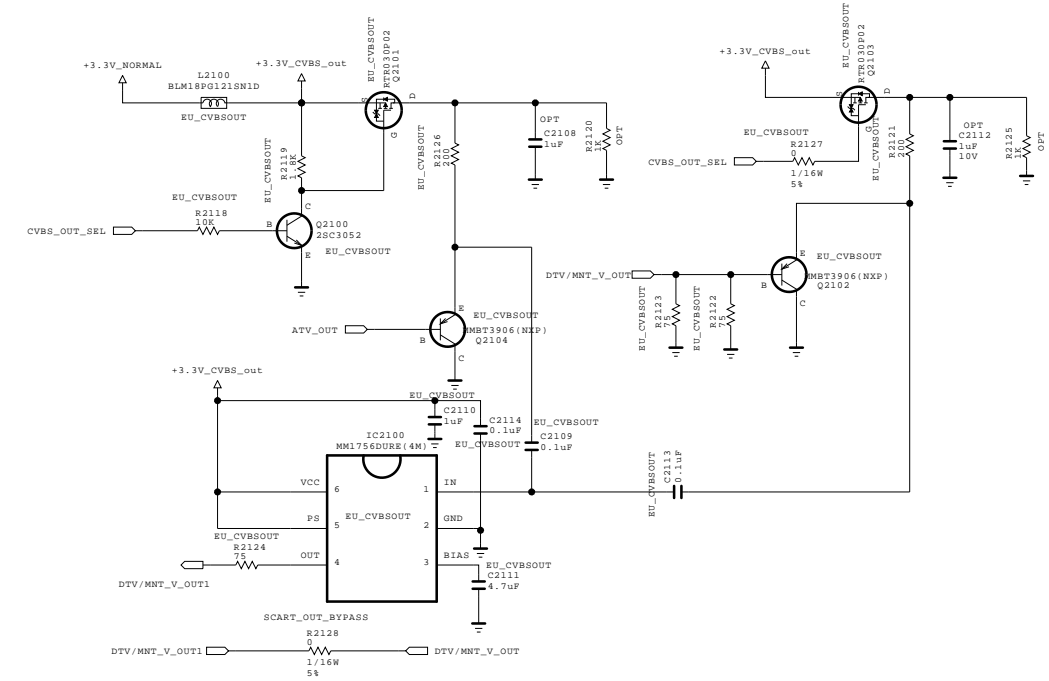 +3.3V_NORMAL
L2100
BLM18PG121SN1D
EU_CVBSOUT
+3.3V_CVBS_out
EU_CVBSOUT
RTR030P02
Q2101
S
D
G
EU_CVBSOUT
R2119
1.8K
EU_CVBSOUT
R2118
10K
CVBS_OUT_SEL
B
C
E
Q2100
2SC3052
EU_CVBSOUT
EU_CVBSOUT
R2126
200
OPT
C2108
1uF
R2120
1K
OPT
ATV_OUT
B
E
C
EU_CVBSOUT
MMBT3906(NXP)
Q2104
+3.3V_CVBS_out
EU_CVBSOUT
RTR030P02
Q2103
S
D
G
EU_CVBSOUT
R2127
0
1/16W
5%
CVBS_OUT_SEL
EU_CVBSOUT
R2121
200
OPT
C2112
1uF
10V
R2125
1K
OPT
DTV/MNT_V_OUT
EU_CVBSOUT
R2123
75
EU_CVBSOUT
R2122
75
B
E
C
EU_CVBSOUT
MMBT3906(NXP)
Q2102
+3.3V_CVBS_out
EU_CVBSOUT
C2110
1uF
C2114
0.1uF
EU_CVBSOUT
EU_CVBSOUT
C2109
0.1uF
EU_CVBSOUT
C2113
0.1uF
IC2100
MM1756DURE(4M)
VCC
6
1
IN
EU_CVBSOUT
PS
5
2
GND
OUT
4
3
BIAS
EU_CVBSOUT
R2124
75
DTV/MNT_V_OUT1
EU_CVBSOUT
C2111
4.7uF
SCART_OUT_BYPASS
R2128
0
1/16W
5%
DTV/MNT_V_OUT1
DTV/MNT_V_OUT